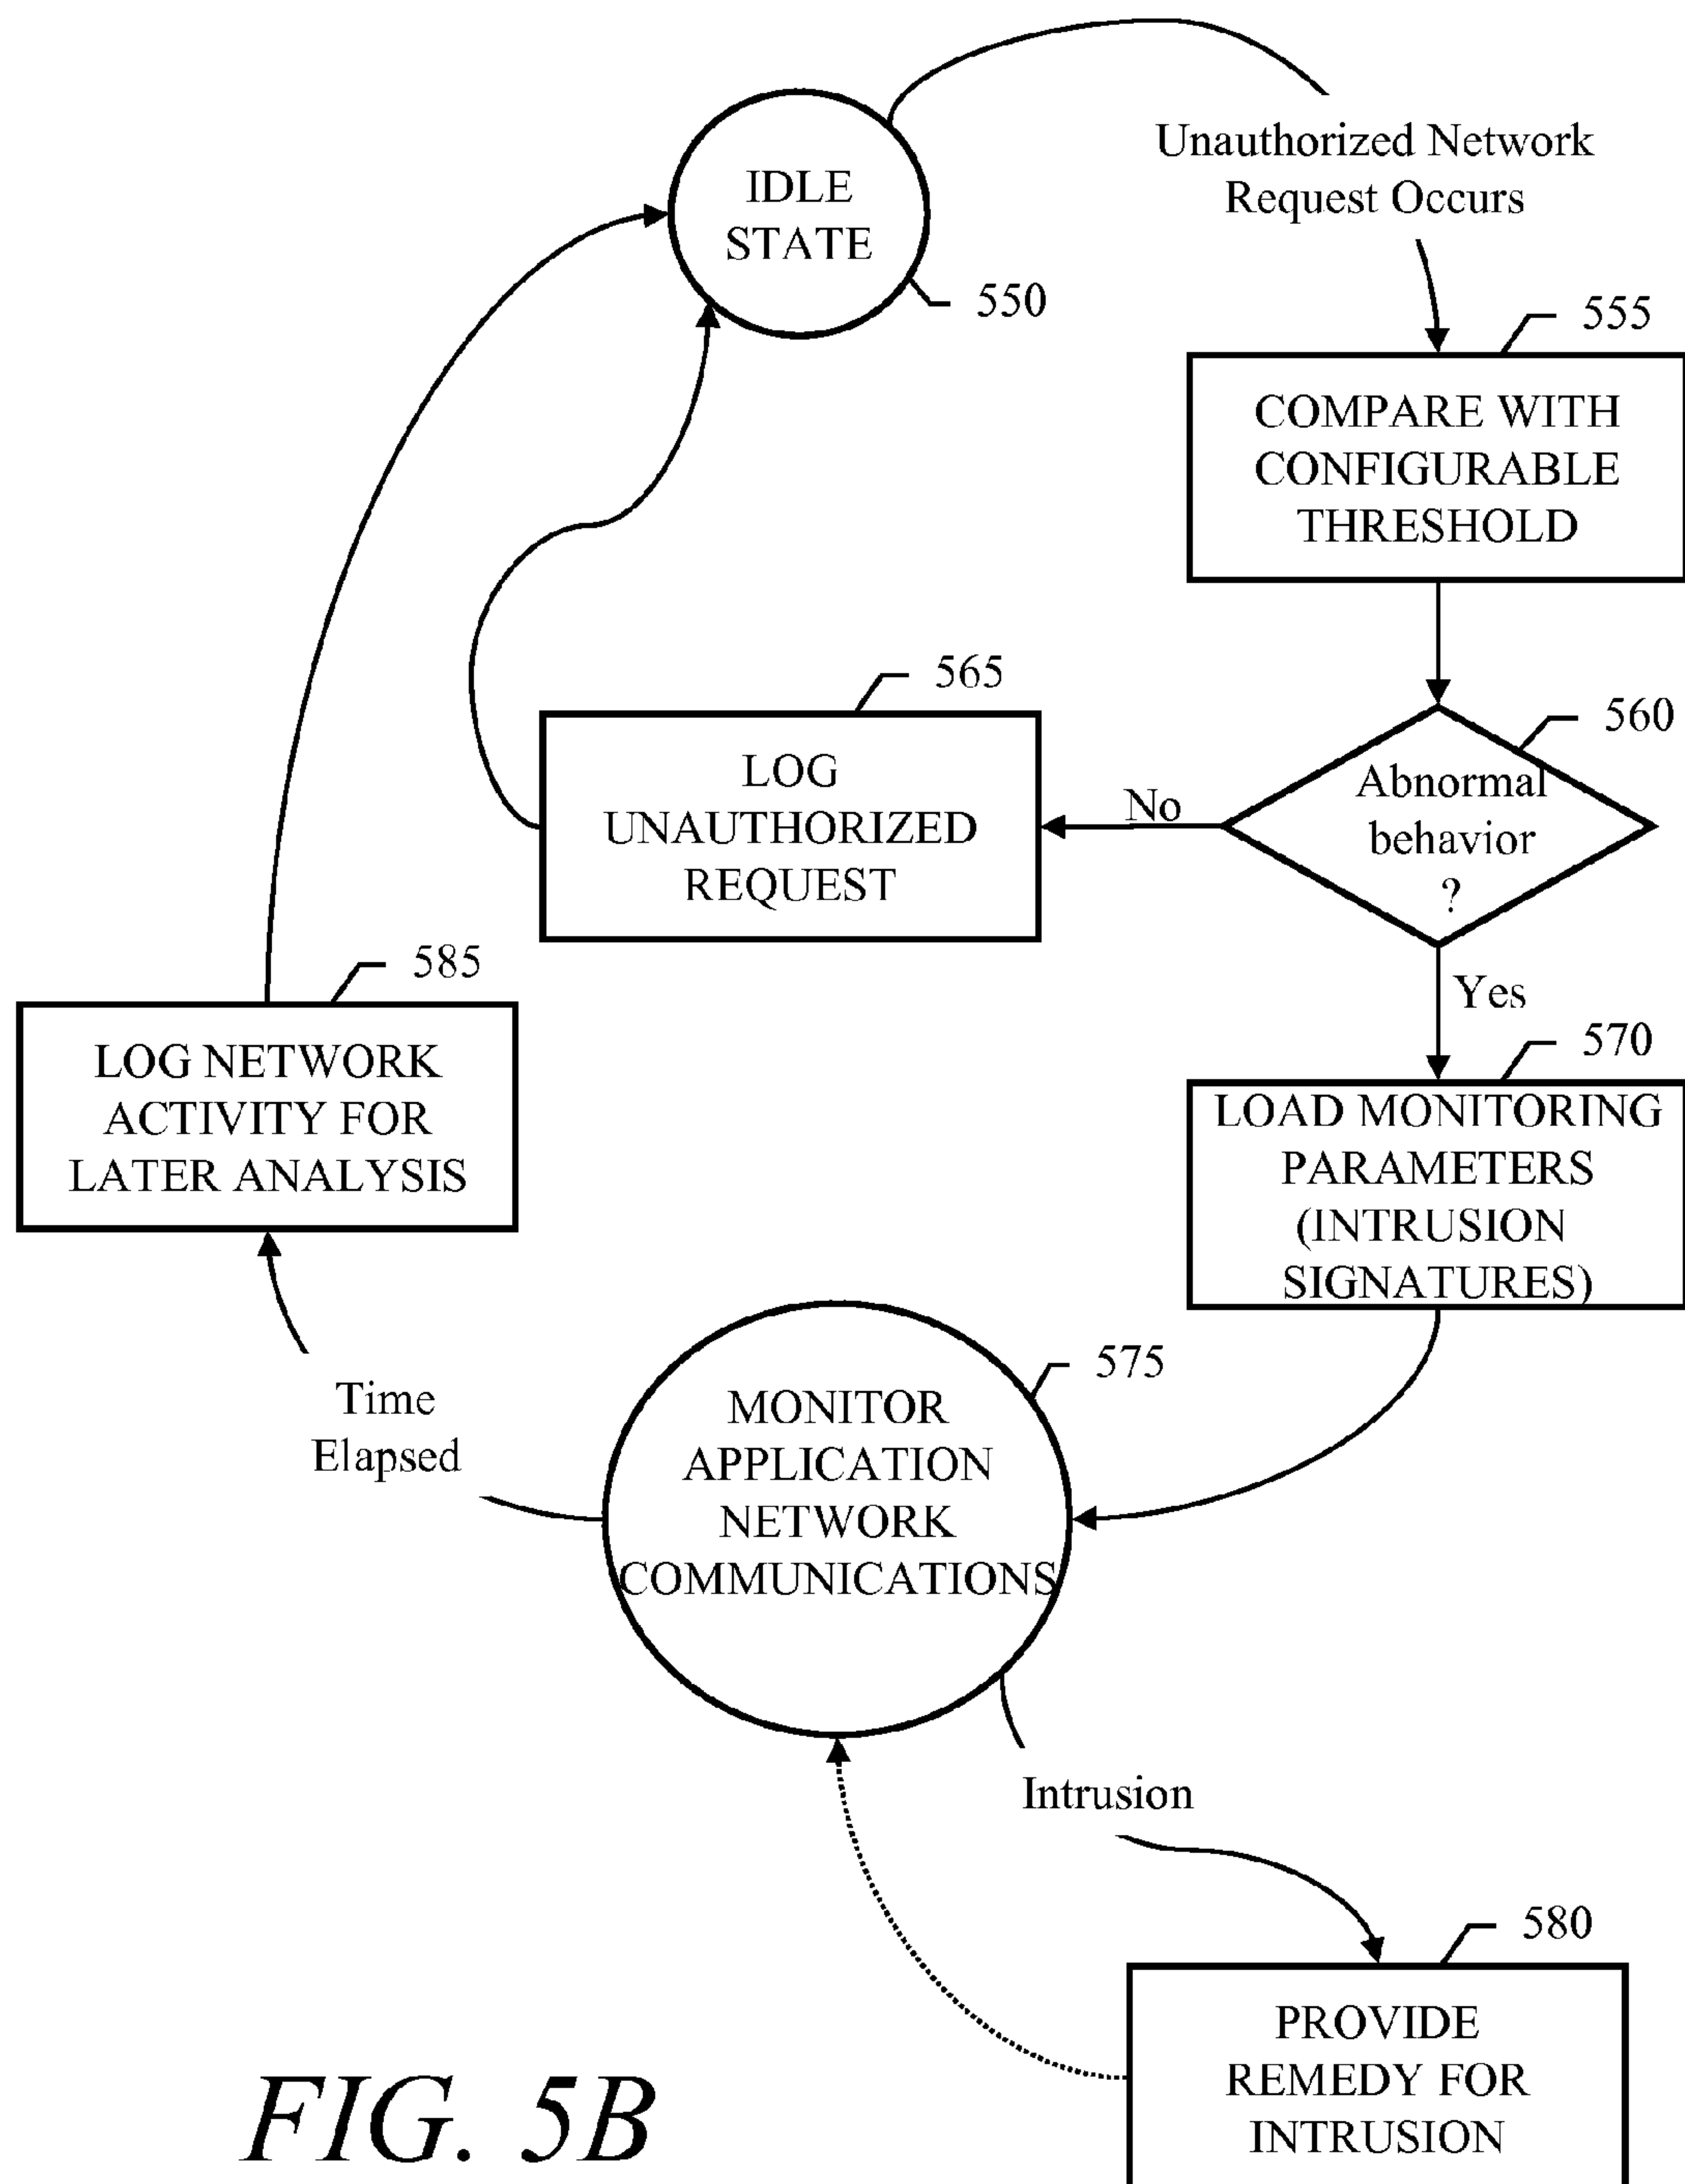 IDLE
STATE
550
Unauthorized Network
Request Occurs
555
COMPARE WITH
CONFIGURABLE
THRESHOLD
560
Abnormal
behavior
?
No
565
LOG
UNAUTHORIZED
REQUEST
Yes
570
LOAD MONITORING
PARAMETERS
(INTRUSION
SIGNATURES)
585
LOG NETWORK
ACTIVITY FOR
LATER ANALYSIS
Time
Elapsed
575
MONITOR
APPLICATION
NETWORK
COMMUNICATIONS
Intrusion
580
PROVIDE
REMEDY FOR
INTRUSION
FIG. 5B